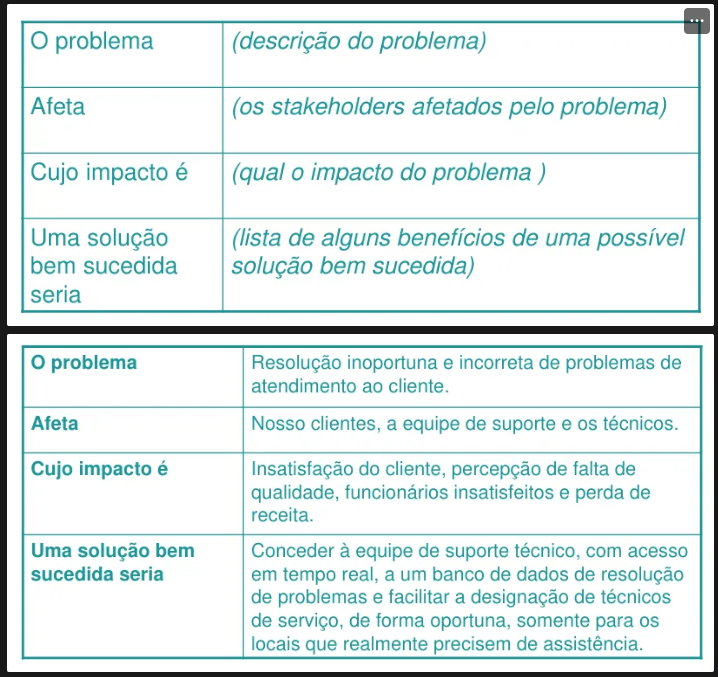 O problema
(descrição do problema)
Afeta
(os stakeholders afetados pelo problema)
Cujo impacto é
(qual o impacto do problema )
Uma solução
bem sucedida
seria
(lista de alguns benefícios de uma possível
solução bem sucedida)
O problema
Resolução inoportuna e incorreta de problemas de
atendimento ao cliente.
Afeta
Nosso clientes, a equipe de suporte e os técnicos.
Cujo impacto é
Insatisfação do cliente, percepção de falta de
qualidade, funcionários insatisfeitos e perda de
receita.
Uma solução bem
sucedida seria
Conceder à equipe de suporte técnico, com acesso
em tempo real, a um banco de dados de resolução
de problemas e facilitar a designação de técnicos
de serviço, de forma oportuna, somente para os
locais que realmente precisem de assistência.